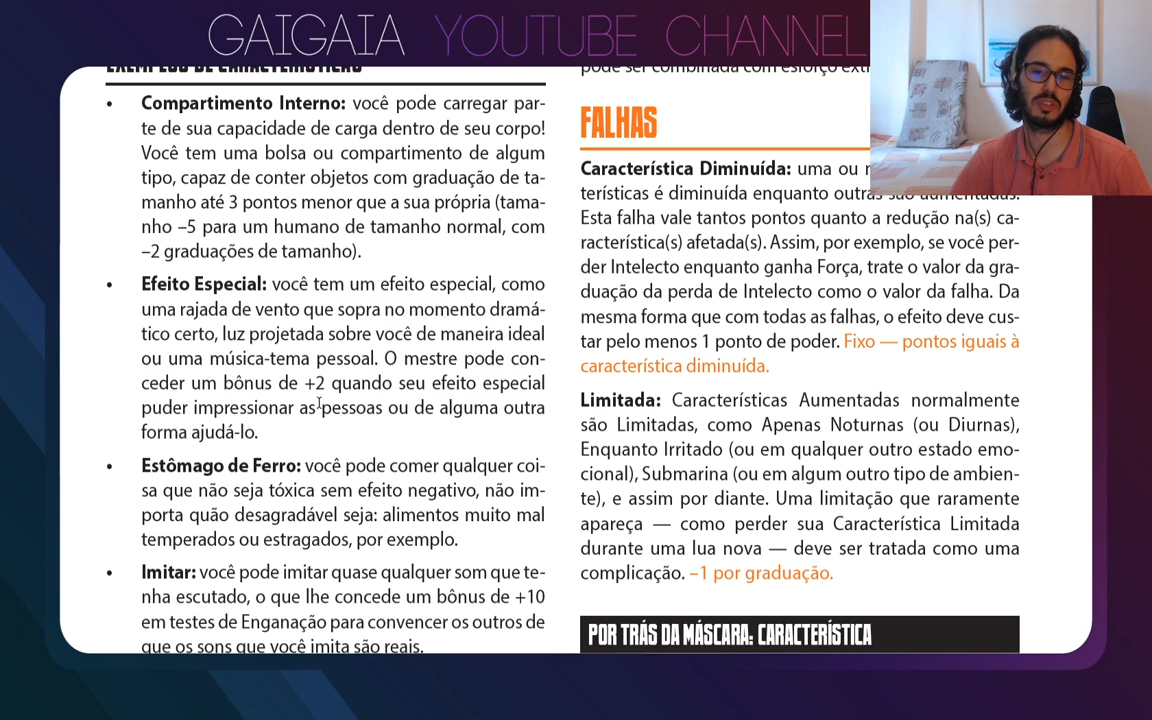 GAIGAIA YOUTUBE CHANNEL
EXEMPLOS DE CARACTERÍSTICAS
• Compartimento Interno: você pode carregar par-
te de sua capacidade de carga dentro de seu corpo!
Você tem uma bolsa ou compartimento de algum
tipo, capaz de conter objetos com graduação de ta-
manho até 3 pontos menor que a sua própria (tama-
nho –5 para um humano de tamanho normal, com
–2 graduações de tamanho).
• Efeito Especial: você tem um efeito especial, como
uma rajada de vento que sopra no momento dramá-
tico certo, luz projetada sobre você de maneira ideal
ou uma música-tema pessoal. O mestre pode con-
ceder um bônus de +2 quando seu efeito especial
puder impressionar as pessoas ou de alguma outra
forma ajudá-lo.
• Estômago de Ferro: você pode comer qualquer coi-
sa que não seja tóxica sem efeito negativo, não im-
porta quão desagradável seja: alimentos muito mal
temperados ou estragados, por exemplo.
• Imitar: você pode imitar quase qualquer som que te-
nha escutado, o que lhe concede um bônus de +10
em testes de Enganação para convencer os outros de
que os sons que você imita são reais.
pode ser combinada com esforço
FALHAS
Característica Diminuída: uma ou
terísticas é diminuída enquanto outras são aumentadas.
Esta falha vale tantos pontos quanto a redução na(s) ca-
racterística(s) afetada(s). Assim, por exemplo, se você per-
der Intelecto enquanto ganha Força, trate o valor da gra-
duação da perda de Intelecto como o valor da falha. Da
mesma forma que com todas as falhas, o efeito deve cus-
tar pelo menos 1 ponto de poder. Fixo — pontos iguais à
característica diminuída.
Limitada: Características Aumentadas normalmente
são Limitadas, como Apenas Noturnas (ou Diurnas),
Enquanto Irritado (ou em qualquer outro estado emo-
cional), Submarina (ou em algum outro tipo de ambien-
te), e assim por diante. Uma limitação que raramente
apareça — como perder sua Característica Limitada
durante uma lua nova — deve ser tratada como uma
complicação. –1 por graduação.
POR TRÁS DA MÁSCARA: CARACTERÍSTICA